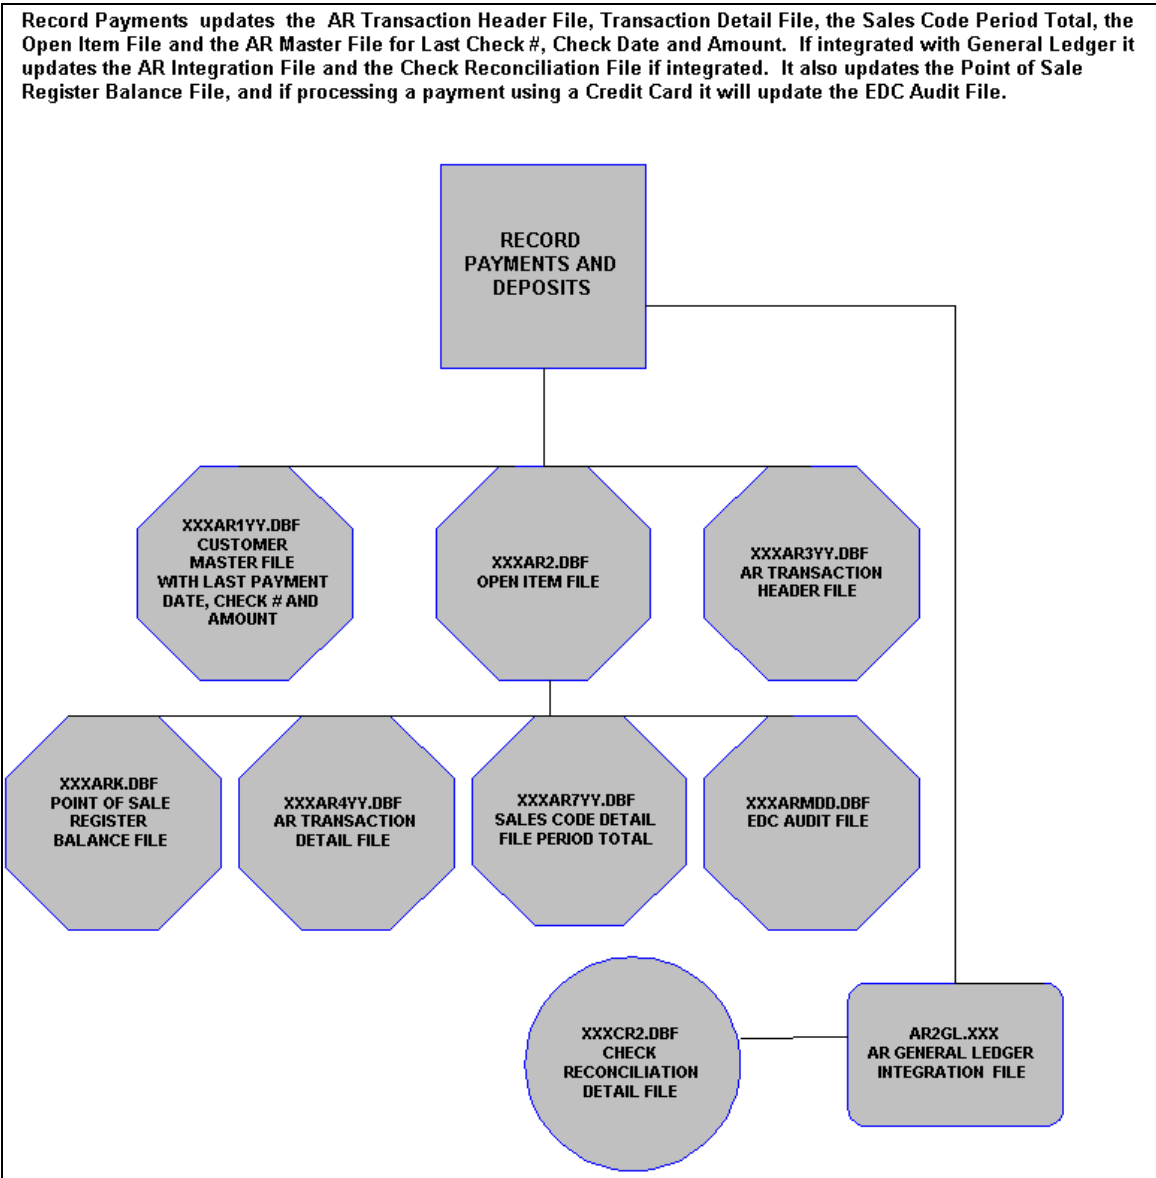 Record Payments updates the AR Transaction Header File, Transaction Detail File, the Sales Code Period Total, the
Open Item File and the AR Master File for Last Check #, Check Date and Amount. If integrated with General Ledger it
updates the AR Integration File and the Check Reconciliation File if integrated. It also updates the Point of Sale
Register Balance File, and if processing a payment using a Credit Card it will update the EDC Audit File.
RECORD
PAYMENTS AND
DEPOSITS
XXXAR1YY.DBF
CUSTOMER
MASTER FILE
WITH LAST PAYMENT
DATE, CHECK # AND
AMOUNT
XXXAR2.DBF
OPEN ITEM FILE
XXXAR3YY.DBF
AR TRANSACTION
HEADER FILE
XXXARK.DBF
POINT OF SALE
REGISTER
BALANCE FILE
XXXAR4YY.DBF
AR TRANSACTION
DETAIL FILE
XXXAR7YY.DBF
SALES CODE DETAIL
FILE PERIOD TOTAL
XXXARMDD.DBF
EDC AUDIT FILE
XXXCR2.DBF
CHECK
RECONCILIATION
DETAIL FILE
AR2GL.XXX
AR GENERAL LEDGER
INTEGRATION FILE